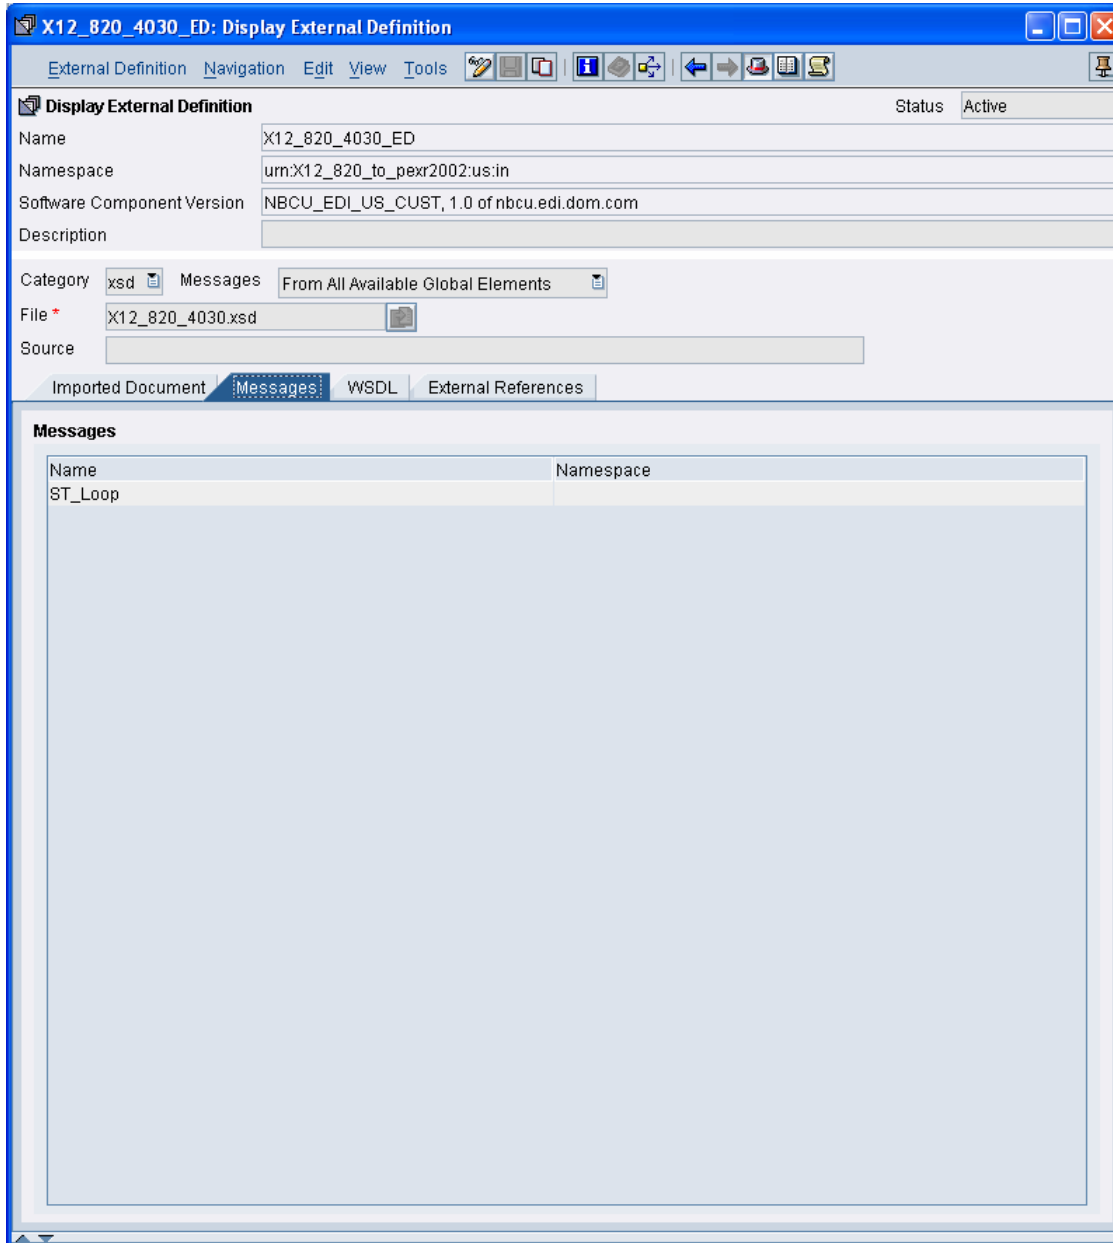 X12_820_4030_ED: Display External Definition
External Definition Navigation Edit View Tools
Display External Definition Status Active
Name X12_820_4030_ED
Namespace urn:X12_820_to_pexr2002:us:in
Software Component Version NBCU_EDI_US_CUST, 1.0 of nbcu.edi.dom.com
Description
Category xsd Messages From All Available Global Elements
File * X12_820_4030.xsd
Source
Imported Document Messages WSDL External References
Messages
Name Namespace
ST_Loop